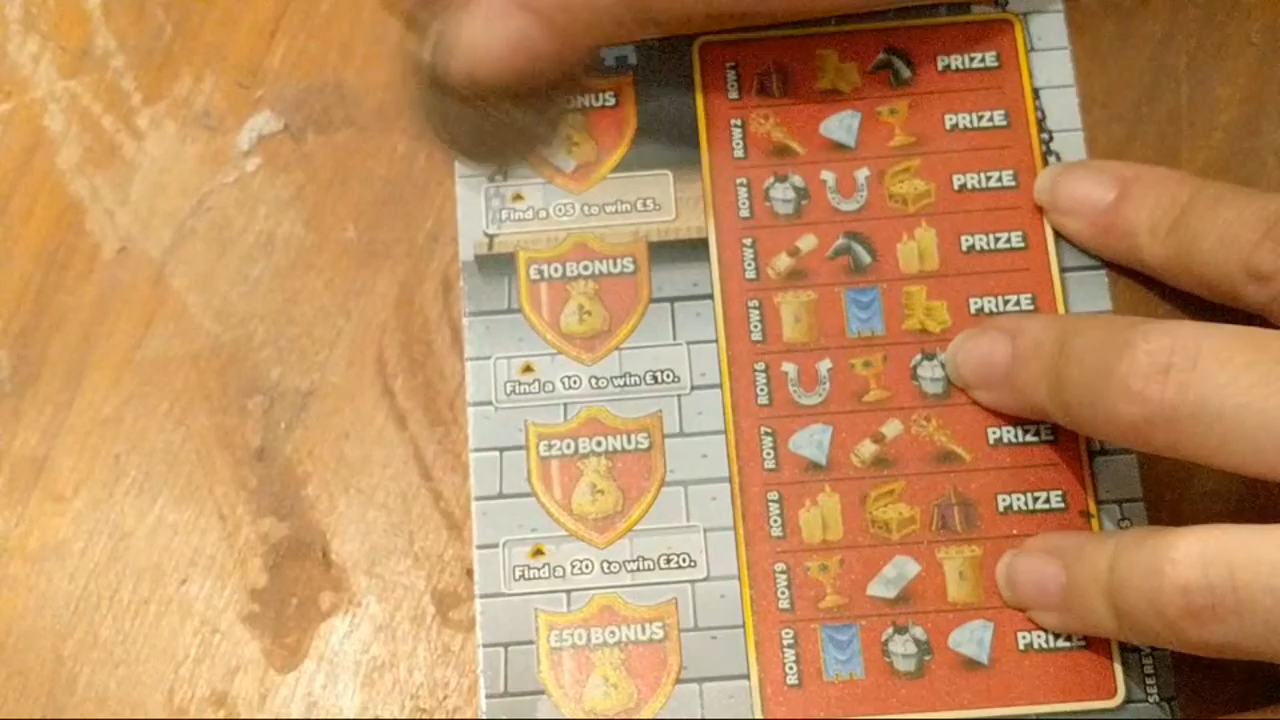 BONUS
Find a 05 to win £5.
£10 BONUS
Find a 10 to win £10.
£20 BONUS
Find a 20 to win £20.
£50 BONUS
ROW 1 PRIZE
ROW 2 PRIZE
ROW 3 PRIZE
ROW 4 PRIZE
ROW 5 PRIZE
ROW 6
ROW 7 PRIZE
ROW 8 PRIZE
ROW 9
ROW 10 PRIZE
SEE REV